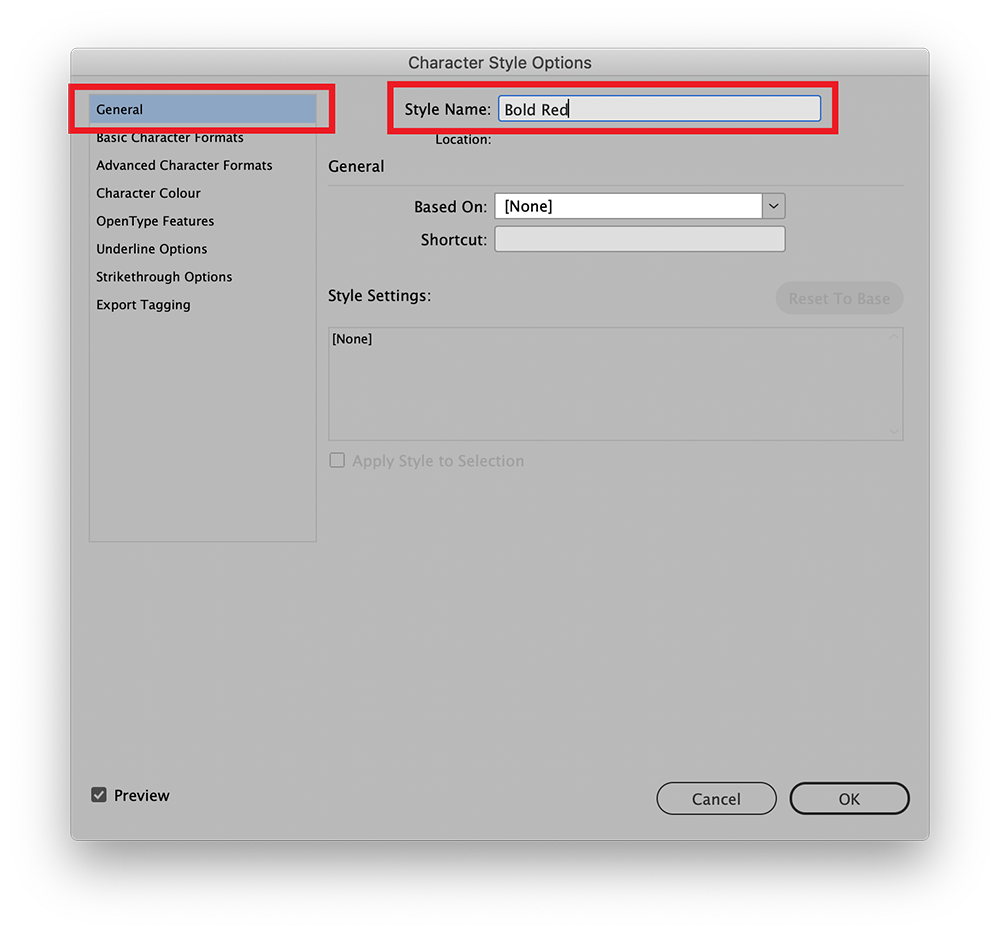 Character Style Options
General
Basic Character Formats
Advanced Character Formats
Character Colour
OpenType Features
Underline Options
Strikethrough Options
Export Tagging
Style Name: Bold Red
Location:
General
Based On: [None]
Shortcut:
Style Settings:
Reset To Base
[None]
Apply Style to Selection
Preview
Cancel
OK